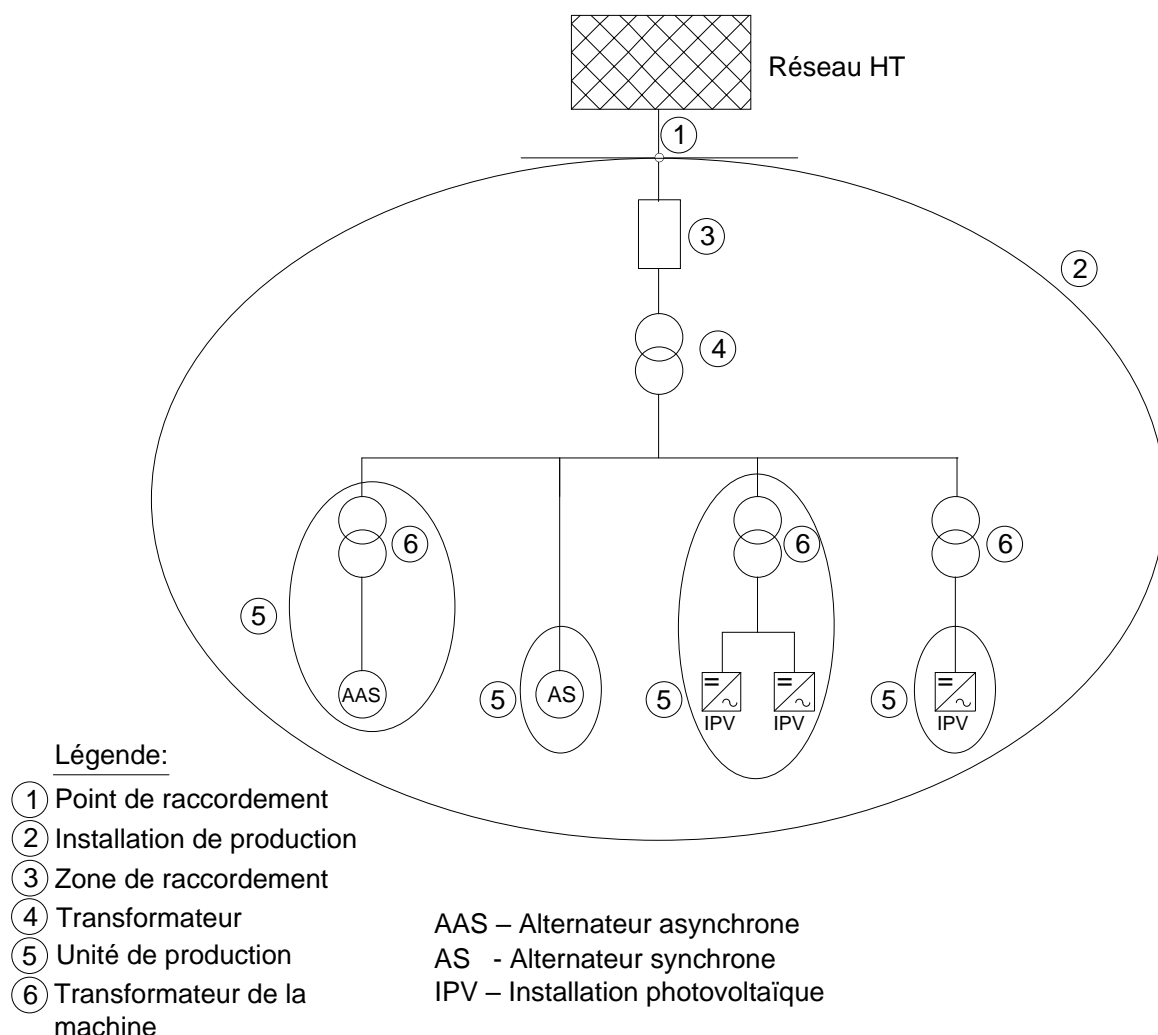 Réseau HT
1
3
2
4
6
6
6
5
AAS
5
AS
5
IPV
IPV
5
IPV
Légende:
1 Point de raccordement
2 Installation de production
3 Zone de raccordement
4 Transformateur
5 Unité de production
6 Transformateur de la
machine
AAS – Alternateur asynchrone
AS - Alternateur synchrone
IPV – Installation photovoltaïque